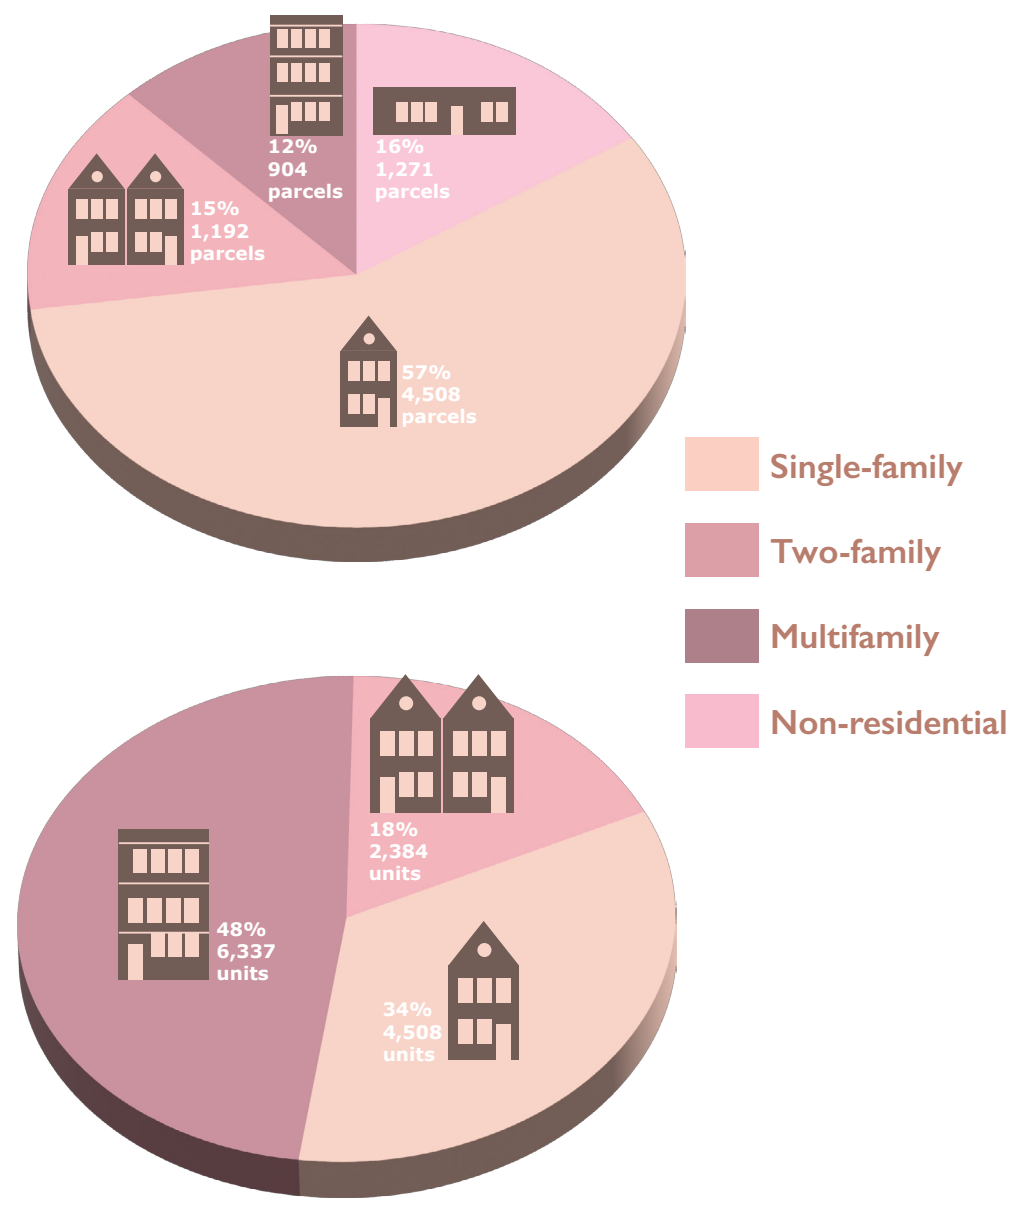 12%
904
parcels
16%
1,271
parcels
15%
1,192
parcels
57%
4,508
parcels
Single-family
Two-family
Multifamily
Non-residential
18%
2,384
units
48%
6,337
units
34%
4,508
units